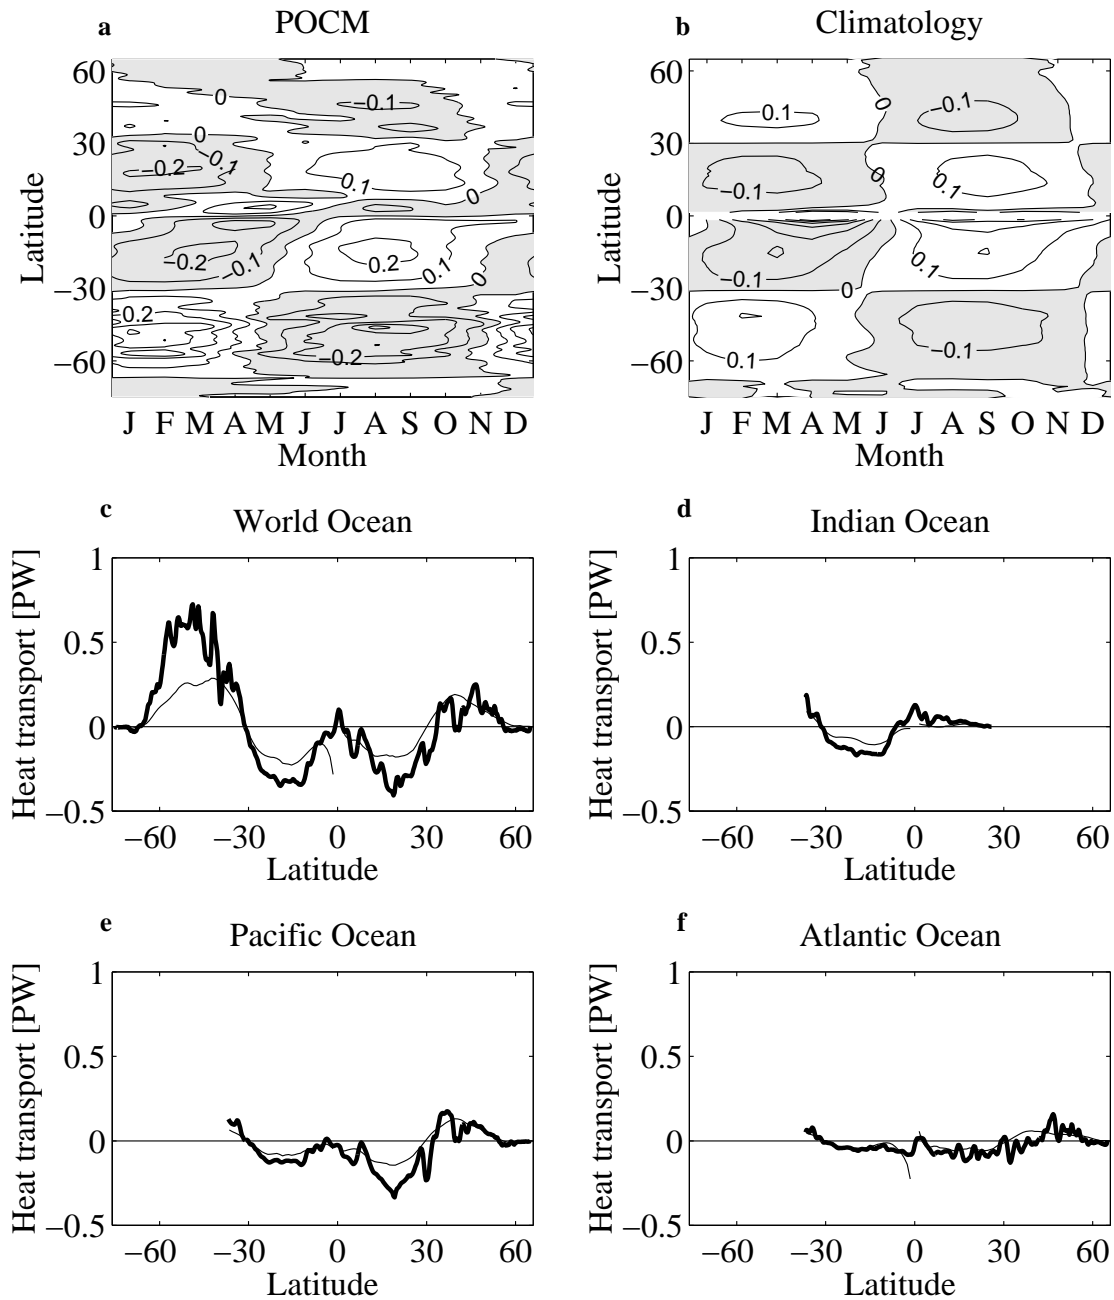 a POCM
60
30
0
−30
−60
Latitude
0
−0.1
0
−0.1
−0.2
0.1
0
−0.2
−0.1
0.2
0.1
0
0.2
−0.2
J F M A M J J A S O N D
Month
b Climatology
60
30
0
−30
−60
Latitude
0.1
0
−0.1
−0.1
0
0.1
−0.1
0.1
0
0.1
−0.1
J F M A M J J A S O N D
Month
c World Ocean
Heat transport [PW]
1
0.5
0
−0.5
−60 −30 0 30 60
Latitude
d Indian Ocean
Heat transport [PW]
1
0.5
0
−0.5
−60 −30 0 30 60
Latitude
e Pacific Ocean
Heat transport [PW]
1
0.5
0
−0.5
−60 −30 0 30 60
Latitude
f Atlantic Ocean
Heat transport [PW]
1
0.5
0
−0.5
−60 −30 0 30 60
Latitude